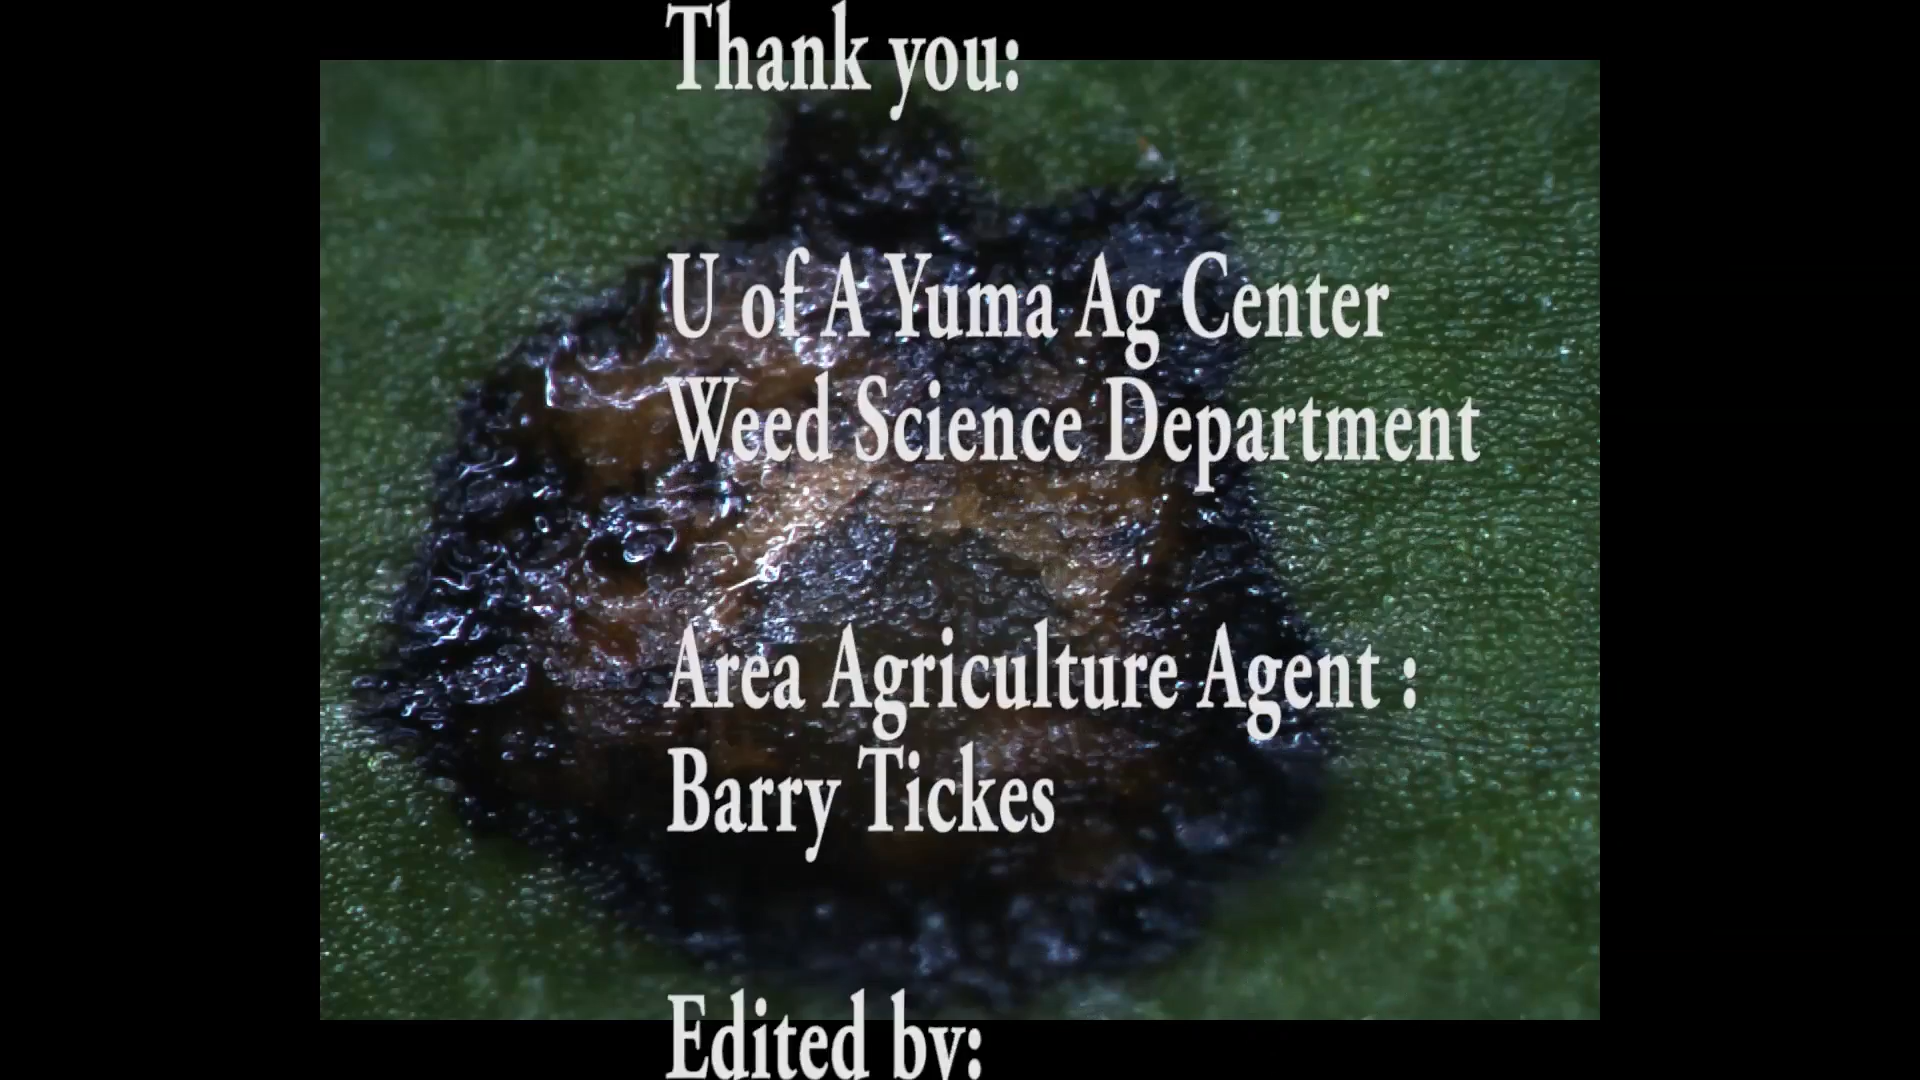 Thank you:
U of A Yuma Ag Center
Weed Science Department
Area Agriculture Agent :
Barry Tickes
Edited by: